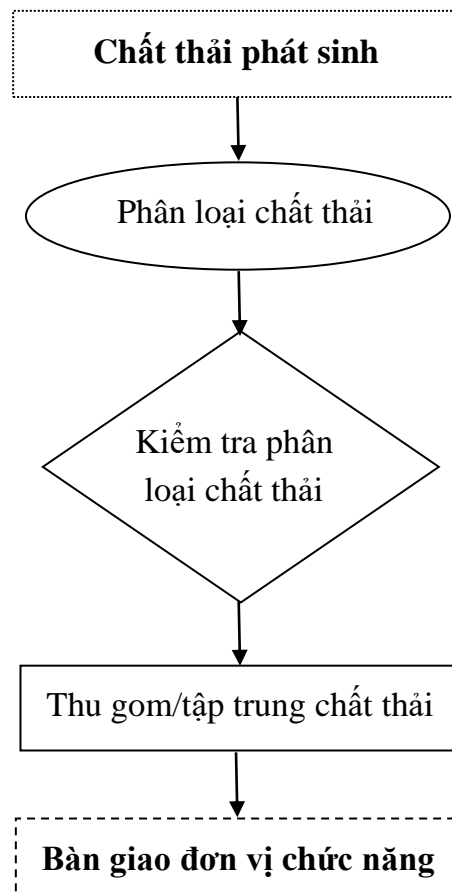 Chất thải phát sinh
Phân loại chất thải
Kiểm tra phân
loại chất thải
Thu gom/tập trung chất thải
Bàn giao đơn vị chức năng